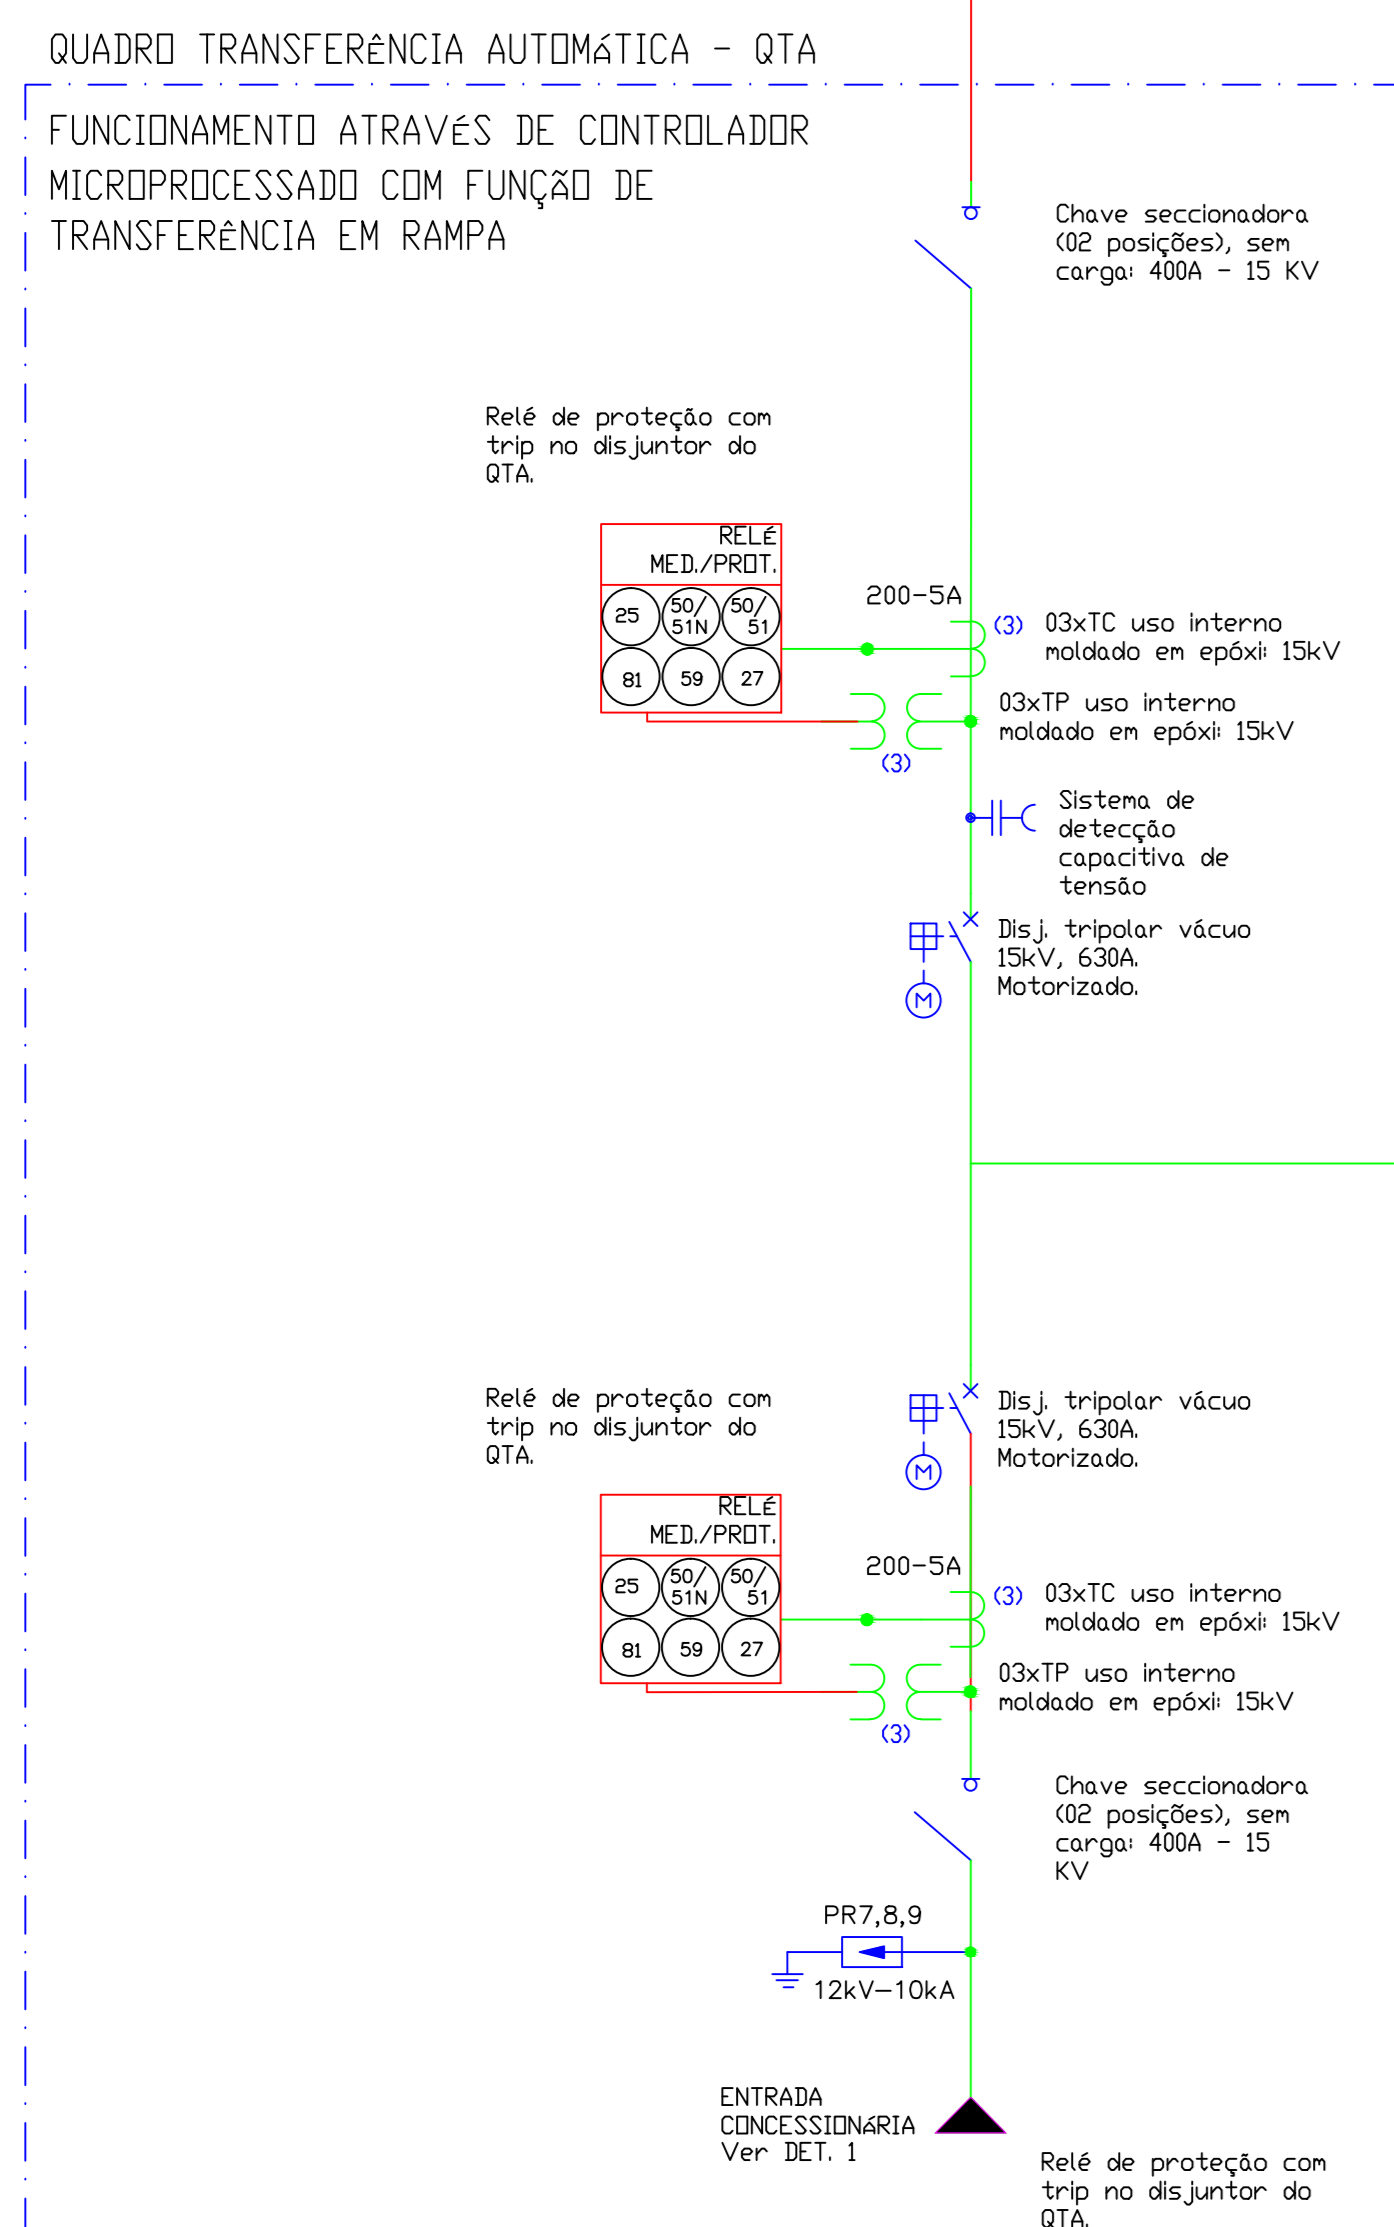 QUADRO TRANSFERÊNCIA AUTOMÁTICA - QTA
FUNCIONAMENTO ATRAVÉS DE CONTROLADOR
MICROPROCESSADO COM FUNÇÃO DE
TRANSFERÊNCIA EM RAMPA
Chave seccionadora
(02 posições), sem
carga: 400A - 15 KV
Relé de proteção com
trip no disjuntor do
QTA.
RELÉ
MED./PROT.
25
50/
51N
50/
51
81
59
27
200-5A
(3)
03xTC uso interno
moldado em epóxi: 15kV
03xTP uso interno
moldado em epóxi: 15kV
(3)
Sistema de
detecção
capacitiva de
tensão
Disj. tripolar vácuo
15kV, 630A.
Motorizado.
M
Relé de proteção com
trip no disjuntor do
QTA.
Disj. tripolar vácuo
15kV, 630A.
Motorizado.
M
RELÉ
MED./PROT.
25
50/
51N
50/
51
81
59
27
200-5A
(3)
03xTC uso interno
moldado em epóxi: 15kV
03xTP uso interno
moldado em epóxi: 15kV
(3)
Chave seccionadora
(02 posições), sem
carga: 400A - 15
KV
PR7,8,9
12kV-10kA
ENTRADA
CONCESSIONÁRIA
Ver DET. 1
Relé de proteção com
trip no disjuntor do
QTA.